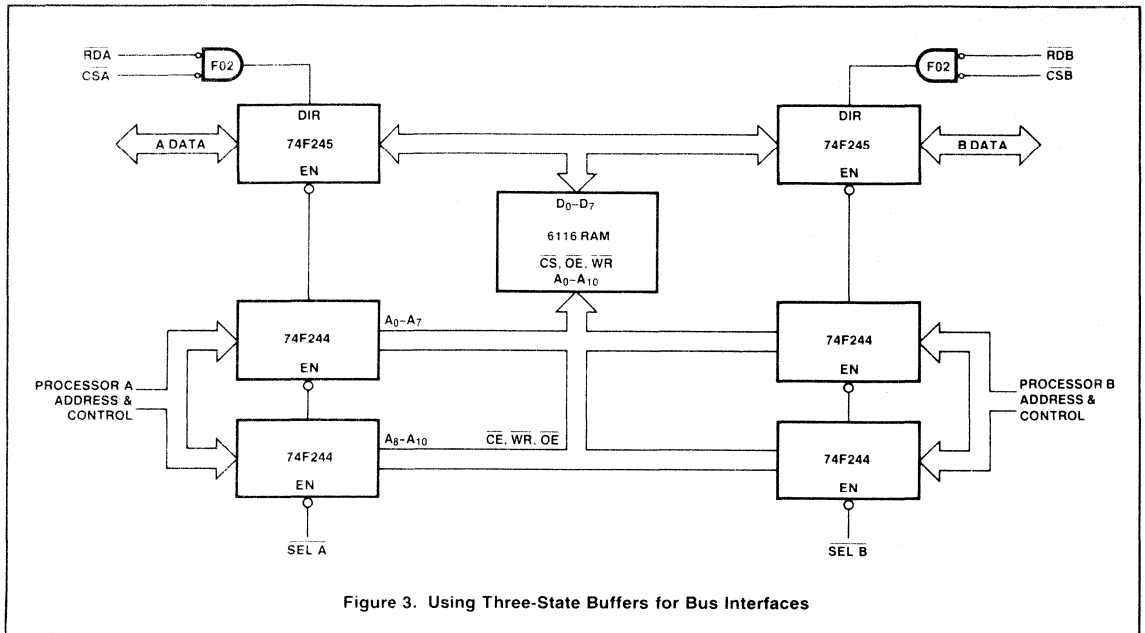 RDA
CSA
F02
RDB
CSB
F02
DIR
74F245
EN
A DATA
DIR
74F245
EN
B DATA
D0–D7
6116 RAM
CS, OE, WR
A0–A10
A0–A7
74F244
EN
74F244
EN
PROCESSOR A
ADDRESS &
CONTROL
PROCESSOR B
ADDRESS &
CONTROL
A8–A10
CE, WR, OE
74F244
EN
74F244
EN
SEL A
SEL B
Figure 3. Using Three-State Buffers for Bus Interfaces